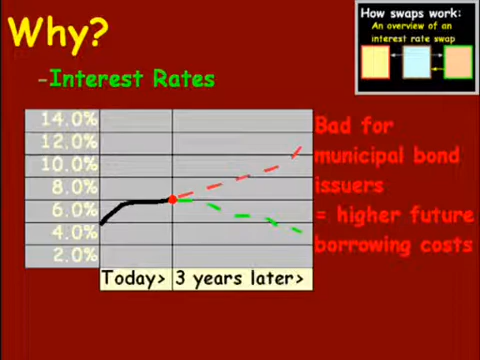 Why?
How swaps work:
An overview of an
interest rate swap
-Interest Rates
14.0%
12.0%
10.0%
8.0%
6.0%
4.0%
2.0%
Bad for
municipal bond
issuers
= higher future
borrowing costs
Today> 3 years later>